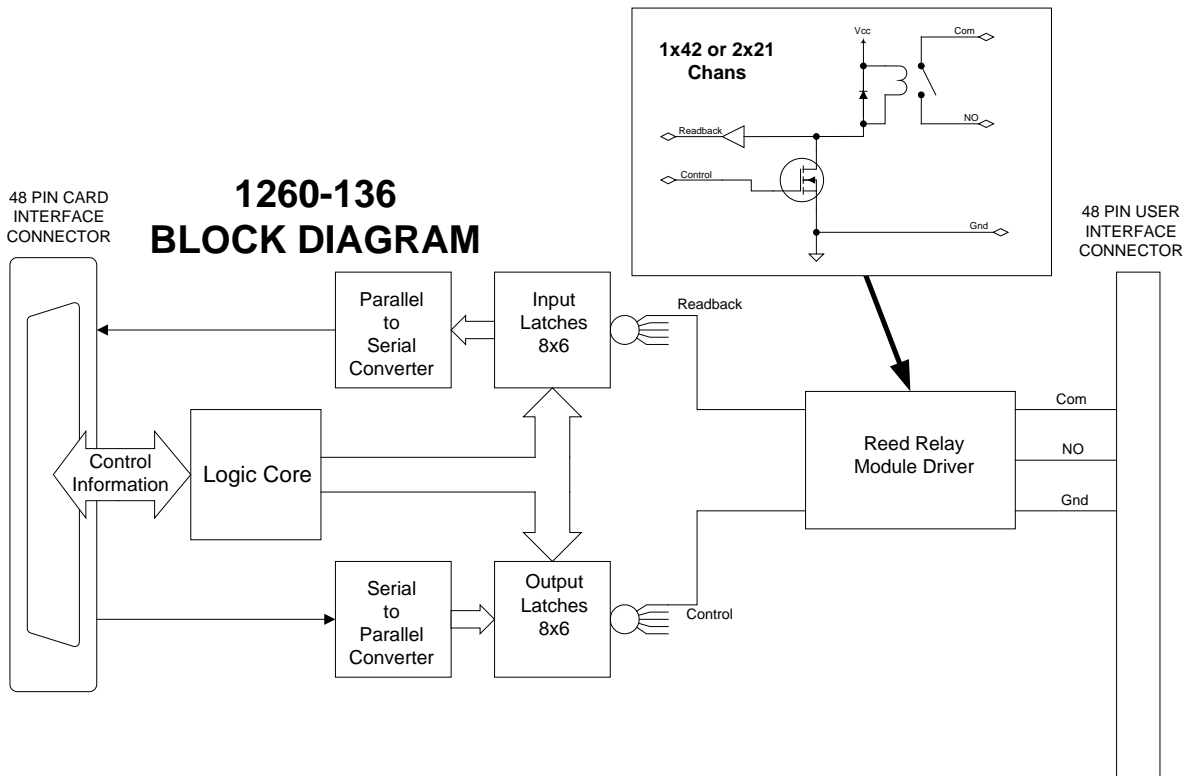 1x42 or 2x21
Chans
Vcc
Com
NO
Readback
Control
Gnd
48 PIN CARD
INTERFACE
CONNECTOR
1260-136
BLOCK DIAGRAM
48 PIN USER
INTERFACE
CONNECTOR
Parallel
to
Serial
Converter
Input
Latches
8x6
Readback
Control
Information
Logic Core
Reed Relay
Module Driver
Com
NO
Gnd
Serial
to
Parallel
Converter
Output
Latches
8x6
Control